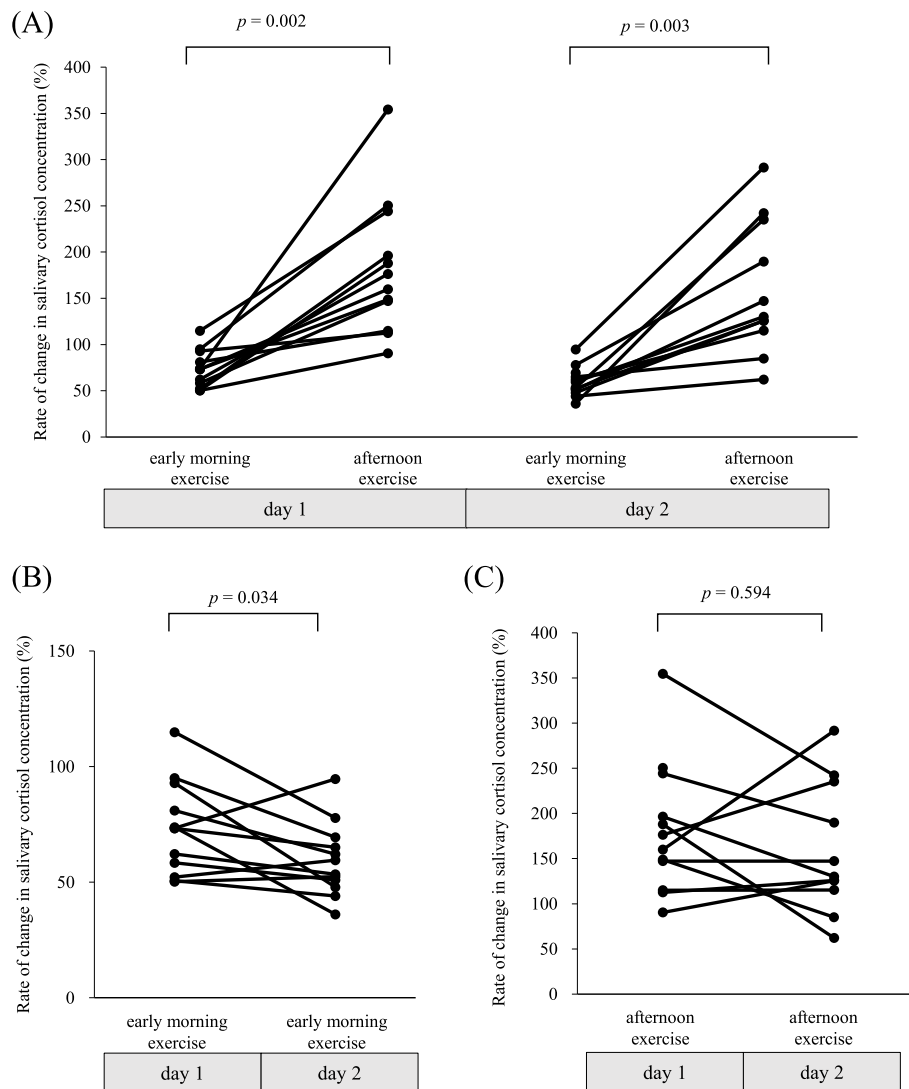 (A)
p = 0.002
p = 0.003
Rate of change in salivary cortisol concentration (%)
400
350
300
250
200
150
100
50
0
early morning
exercise
afternoon
exercise
early morning
exercise
afternoon
exercise
day 1
day 2
(B)
p = 0.034
Rate of change in salivary cortisol concentration (%)
150
100
50
0
early morning
exercise
early morning
exercise
day 1
day 2
(C)
p = 0.594
Rate of change in salivary cortisol concentration (%)
400
350
300
250
200
150
100
50
0
afternoon
exercise
afternoon
exercise
day 1
day 2